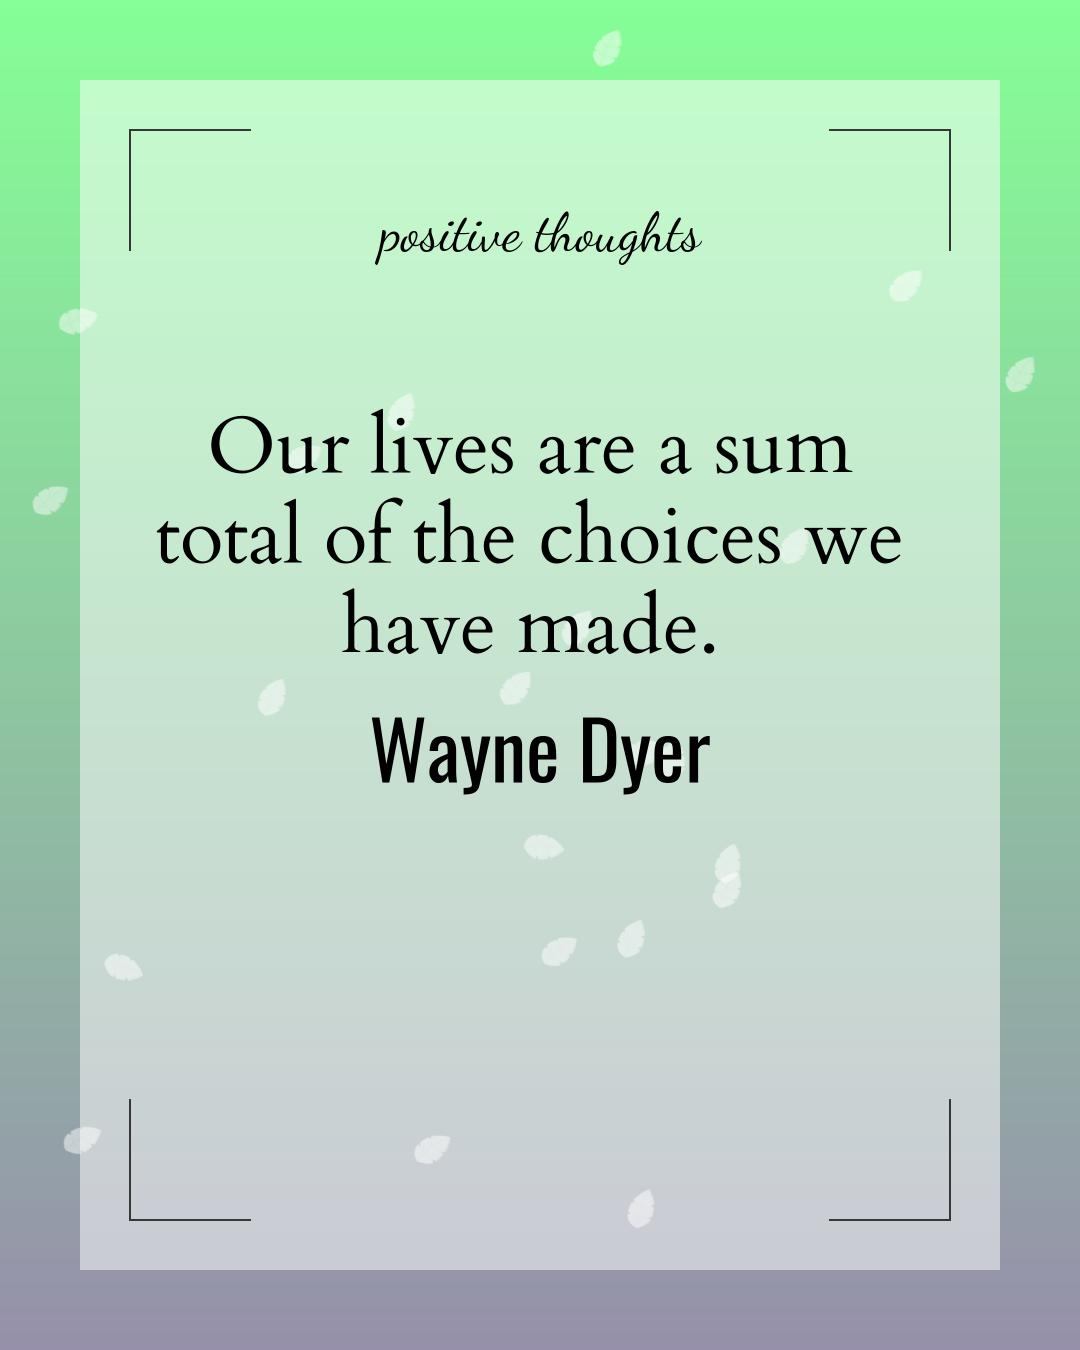 positive thoughts
Our lives are a sum
total of the choices we
have made.
Wayne Dyer